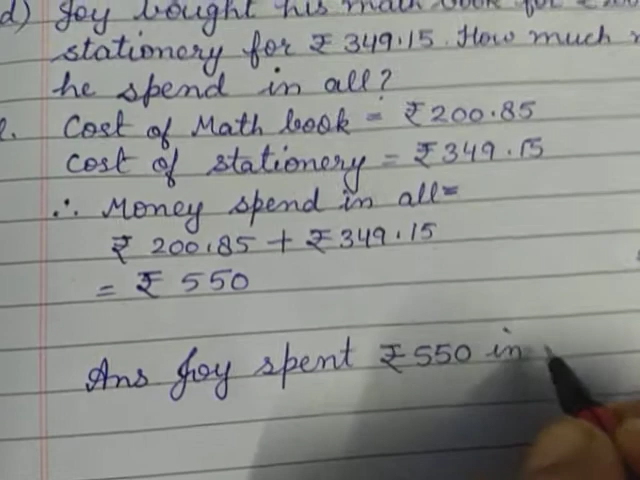 d) Joy bought his math book for ₹200
stationery for ₹349.15. How much
he spend in all?
Cost of Math book = ₹200.85
Cost of stationery = ₹349.15
∴ Money spend in all=
₹ 200.85 + ₹349.15
= ₹ 550
Ans Joy spent ₹550 in